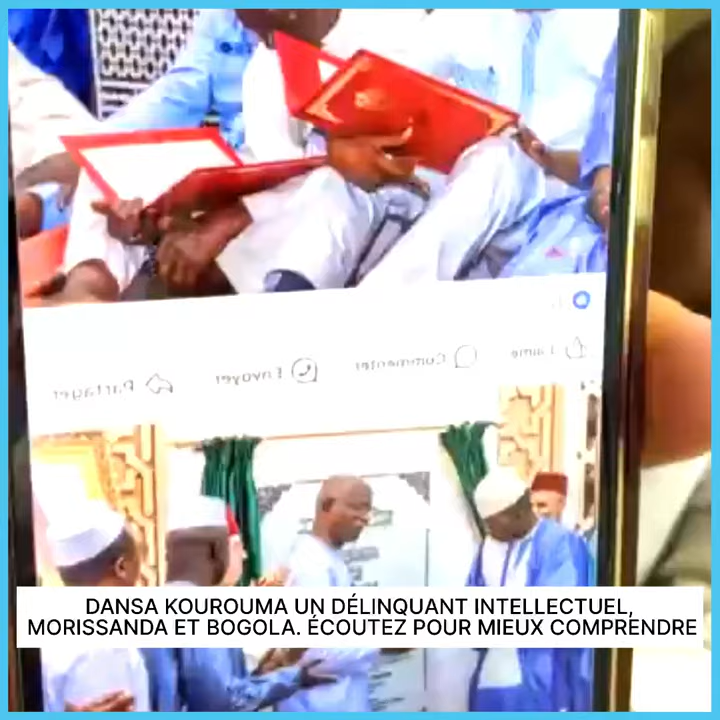 J'aime
Commenter
Envoyer
Partager
DANSA KOUROUMA UN DÉLINQUANT INTELLECTUEL,
MORISSANDA ET BOGOLA. ÉCOUTEZ POUR MIEUX COMPRENDRE